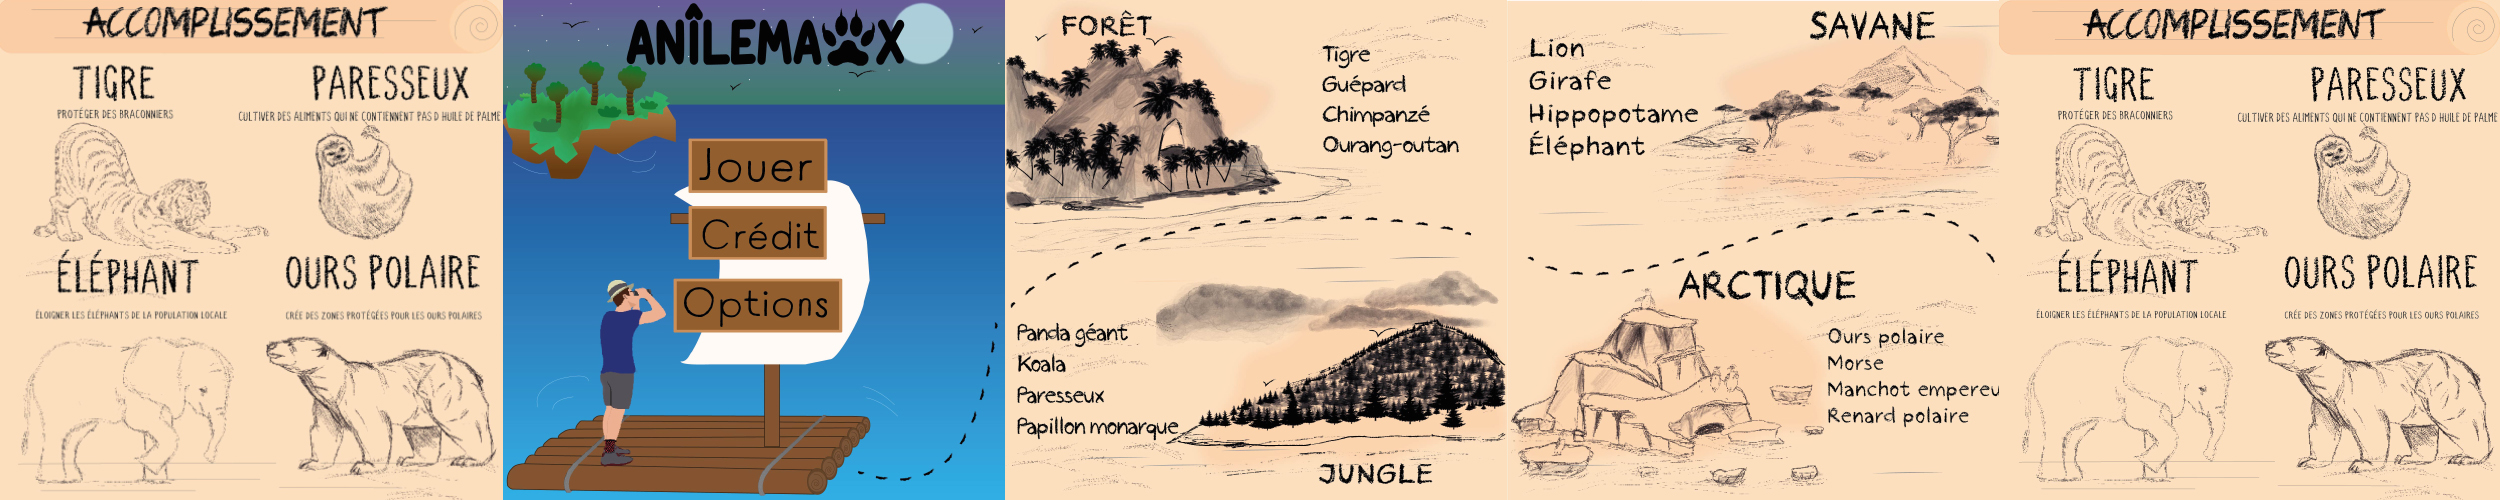 ACCOMPLISSEMENT
TIGRE
PROTÉGER DES BRACONNIERS
PARESSEUX
CULTIVER DES ALIMENTS QUI NE CONTIENNENT PAS D HUILE DE PALME
ÉLÉPHANT
ÉLOIGNER LES ÉLÉPHANTS DE LA POPULATION LOCALE
OURS POLAIRE
CRÉE DES ZONES PROTÉGÉES POUR LES OURS POLAIRES
ANÎLEMAUX
Jouer
Crédit
Options
FORÊT
Tigre
Guépard
Chimpanzé
Ourang-outan
Panda géant
Koala
Paresseux
Papillon monarque
JUNGLE
SAVANE
Lion
Girafe
Hippopotame
Éléphant
ARCTIQUE
Ours polaire
Morse
Manchot empereu
Renard polaire
ACCOMPLISSEMENT
TIGRE
PROTÉGER DES BRACONNIERS
PARESSEUX
CULTIVER DES ALIMENTS QUI NE CONTIENNENT PAS D HUILE DE PALME
ÉLÉPHANT
ÉLOIGNER LES ÉLÉPHANTS DE LA POPULATION LOCALE
OURS POLAIRE
CRÉE DES ZONES PROTÉGÉES POUR LES OURS POLAIRES